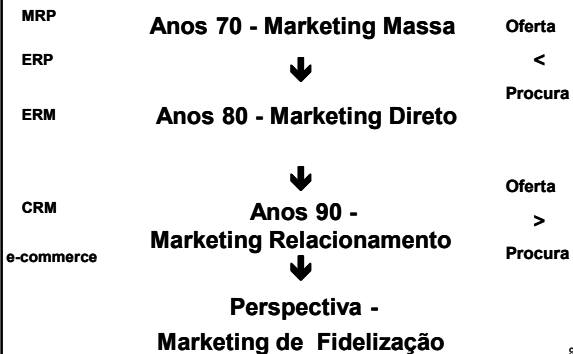 MRP
Anos 70 - Marketing Massa
Oferta
ERP
<
Procura
ERM
Anos 80 - Marketing Direto
Oferta
CRM
Anos 90 -
>
Marketing Relacionamento
Procura
e-commerce
Perspectiva -
Marketing de Fidelização